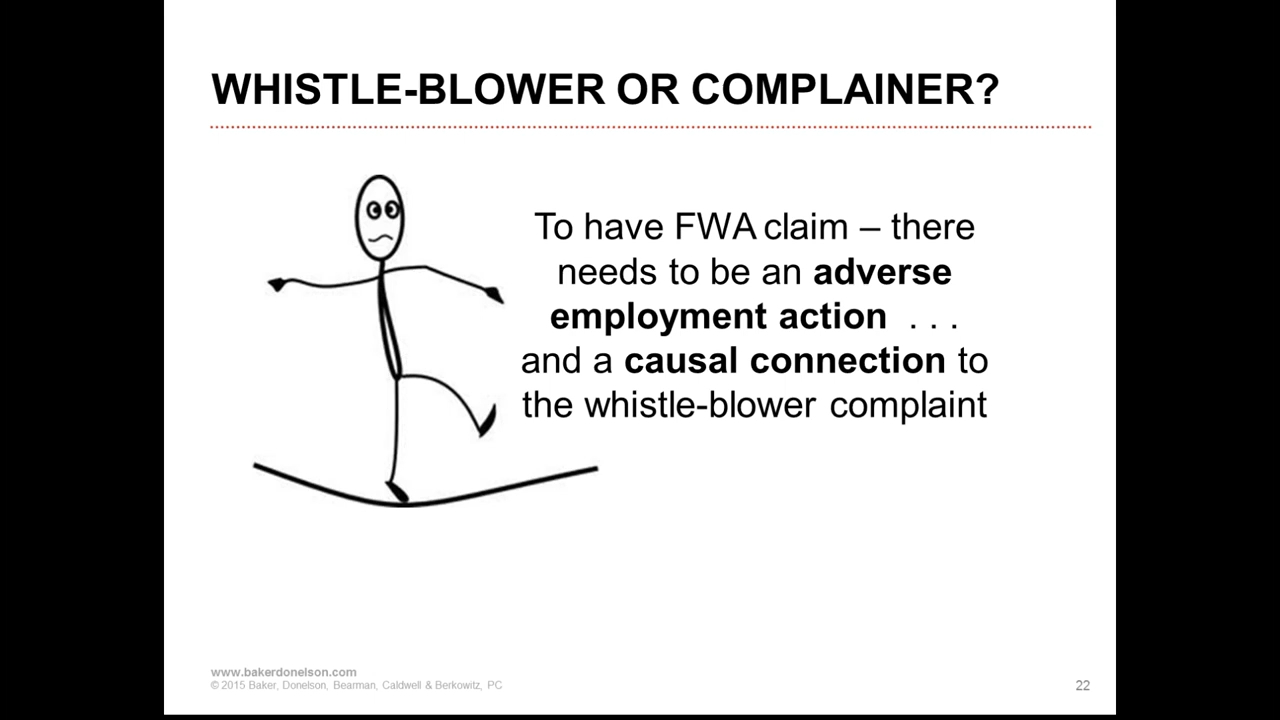 WHISTLE-BLOWER OR COMPLAINER?
To have FWA claim – there
needs to be an adverse
employment action . . .
and a causal connection to
the whistle-blower complaint
www.bakerdonelson.com
© 2015 Baker, Donelson, Bearman, Caldwell & Berkowitz, PC
22